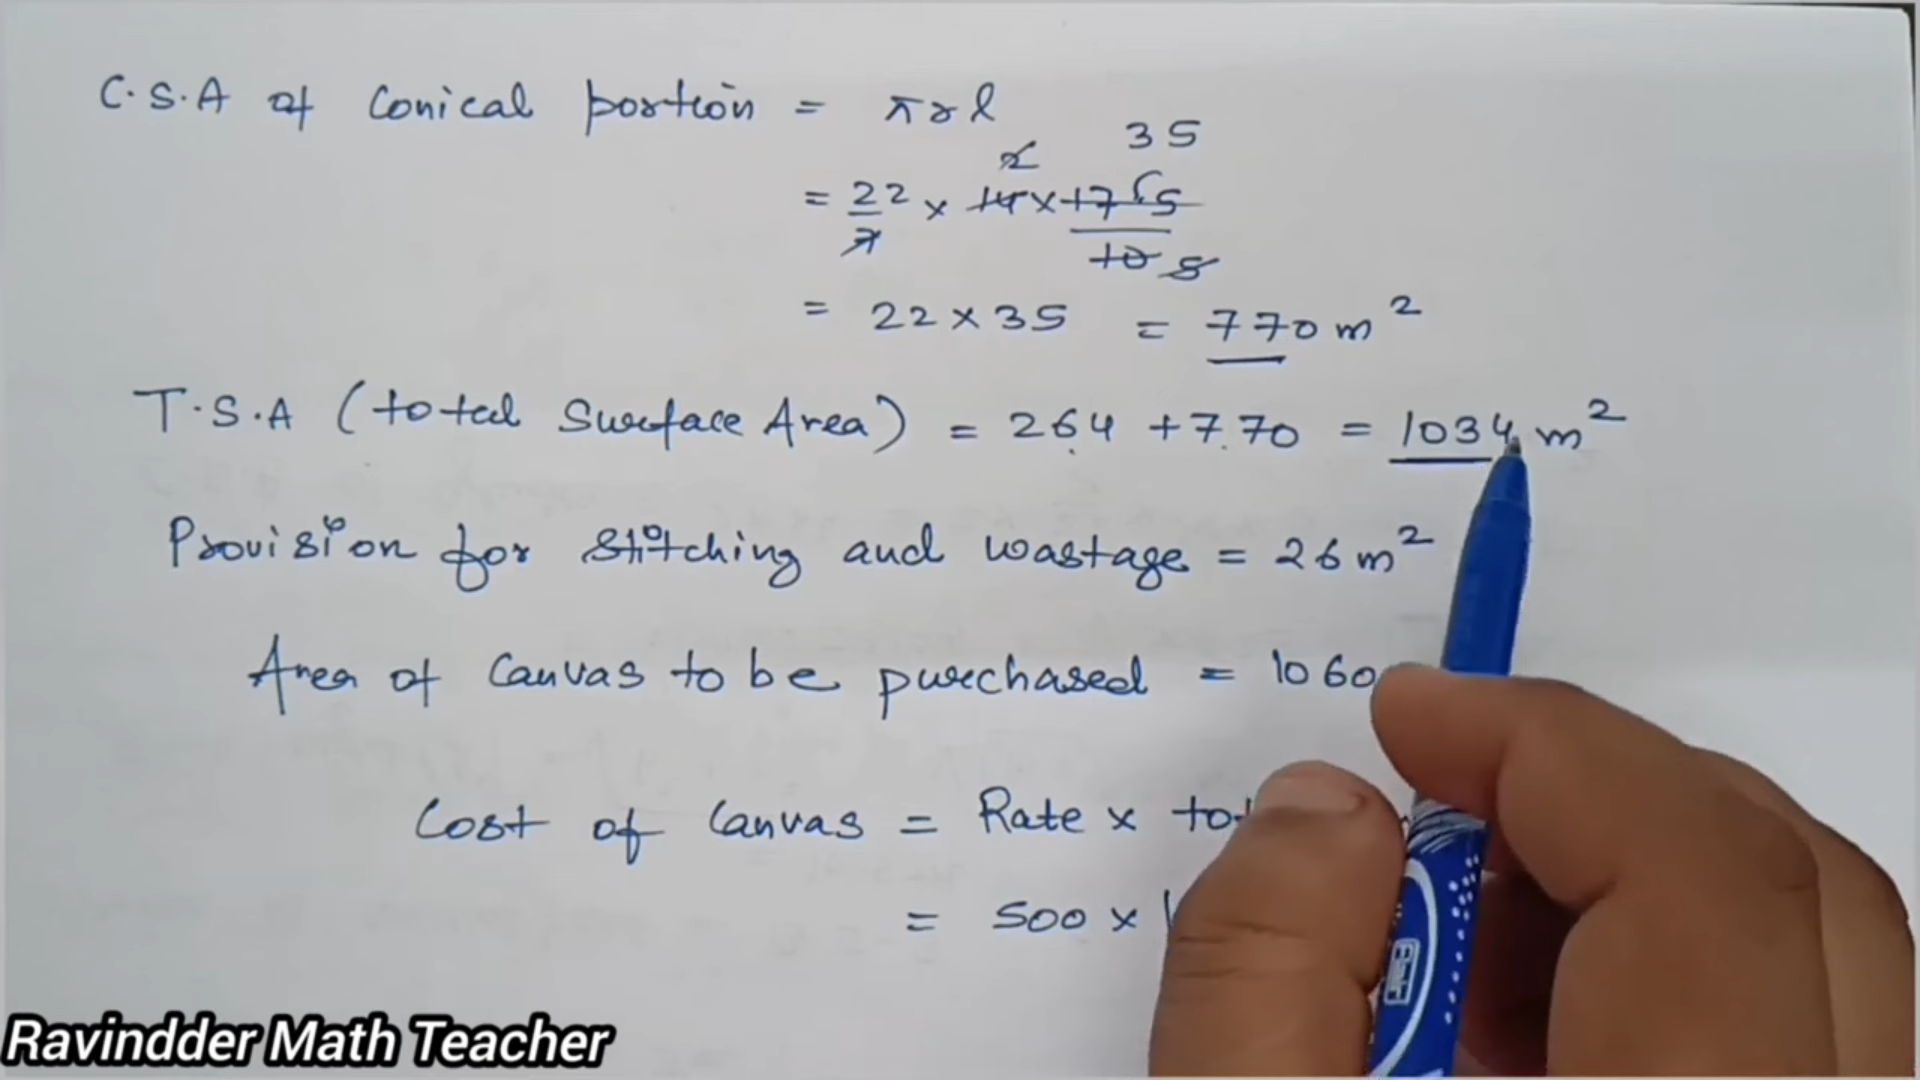 C.S.A of Conical portion = πrl
2 35
= 22/7 × 14 × 175/10 5
= 22 × 35 = 770 m²
T.S.A (total Surface Area) = 264 + 770 = 1034 m²
Provision for stitching and wastage = 26 m²
Area of Canvas to be purchased = 1060
Cost of Canvas = Rate ×
= 500 ×
Ravindder Math Teacher